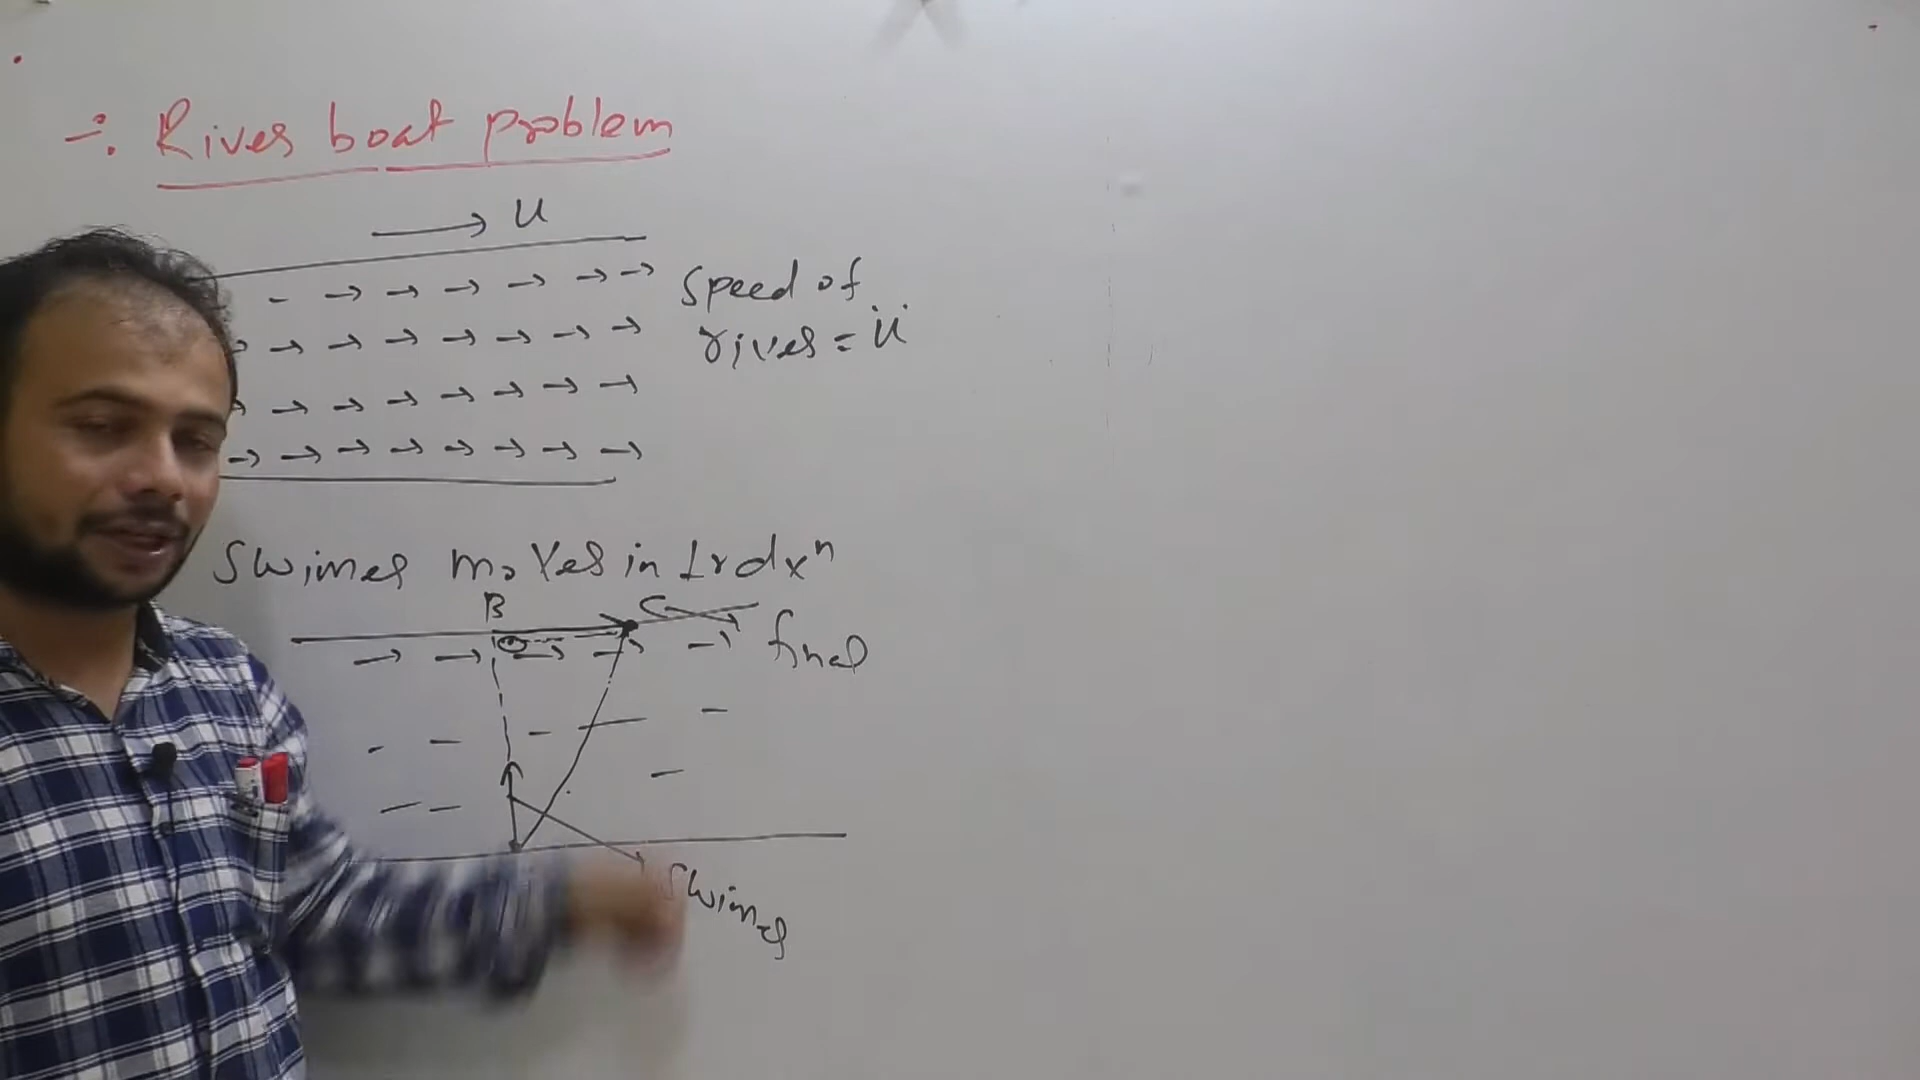 ÷ River boat problem
u
speed of
river = u
Swimer moves in ⊥r dxⁿ
B
C
final
Swimer